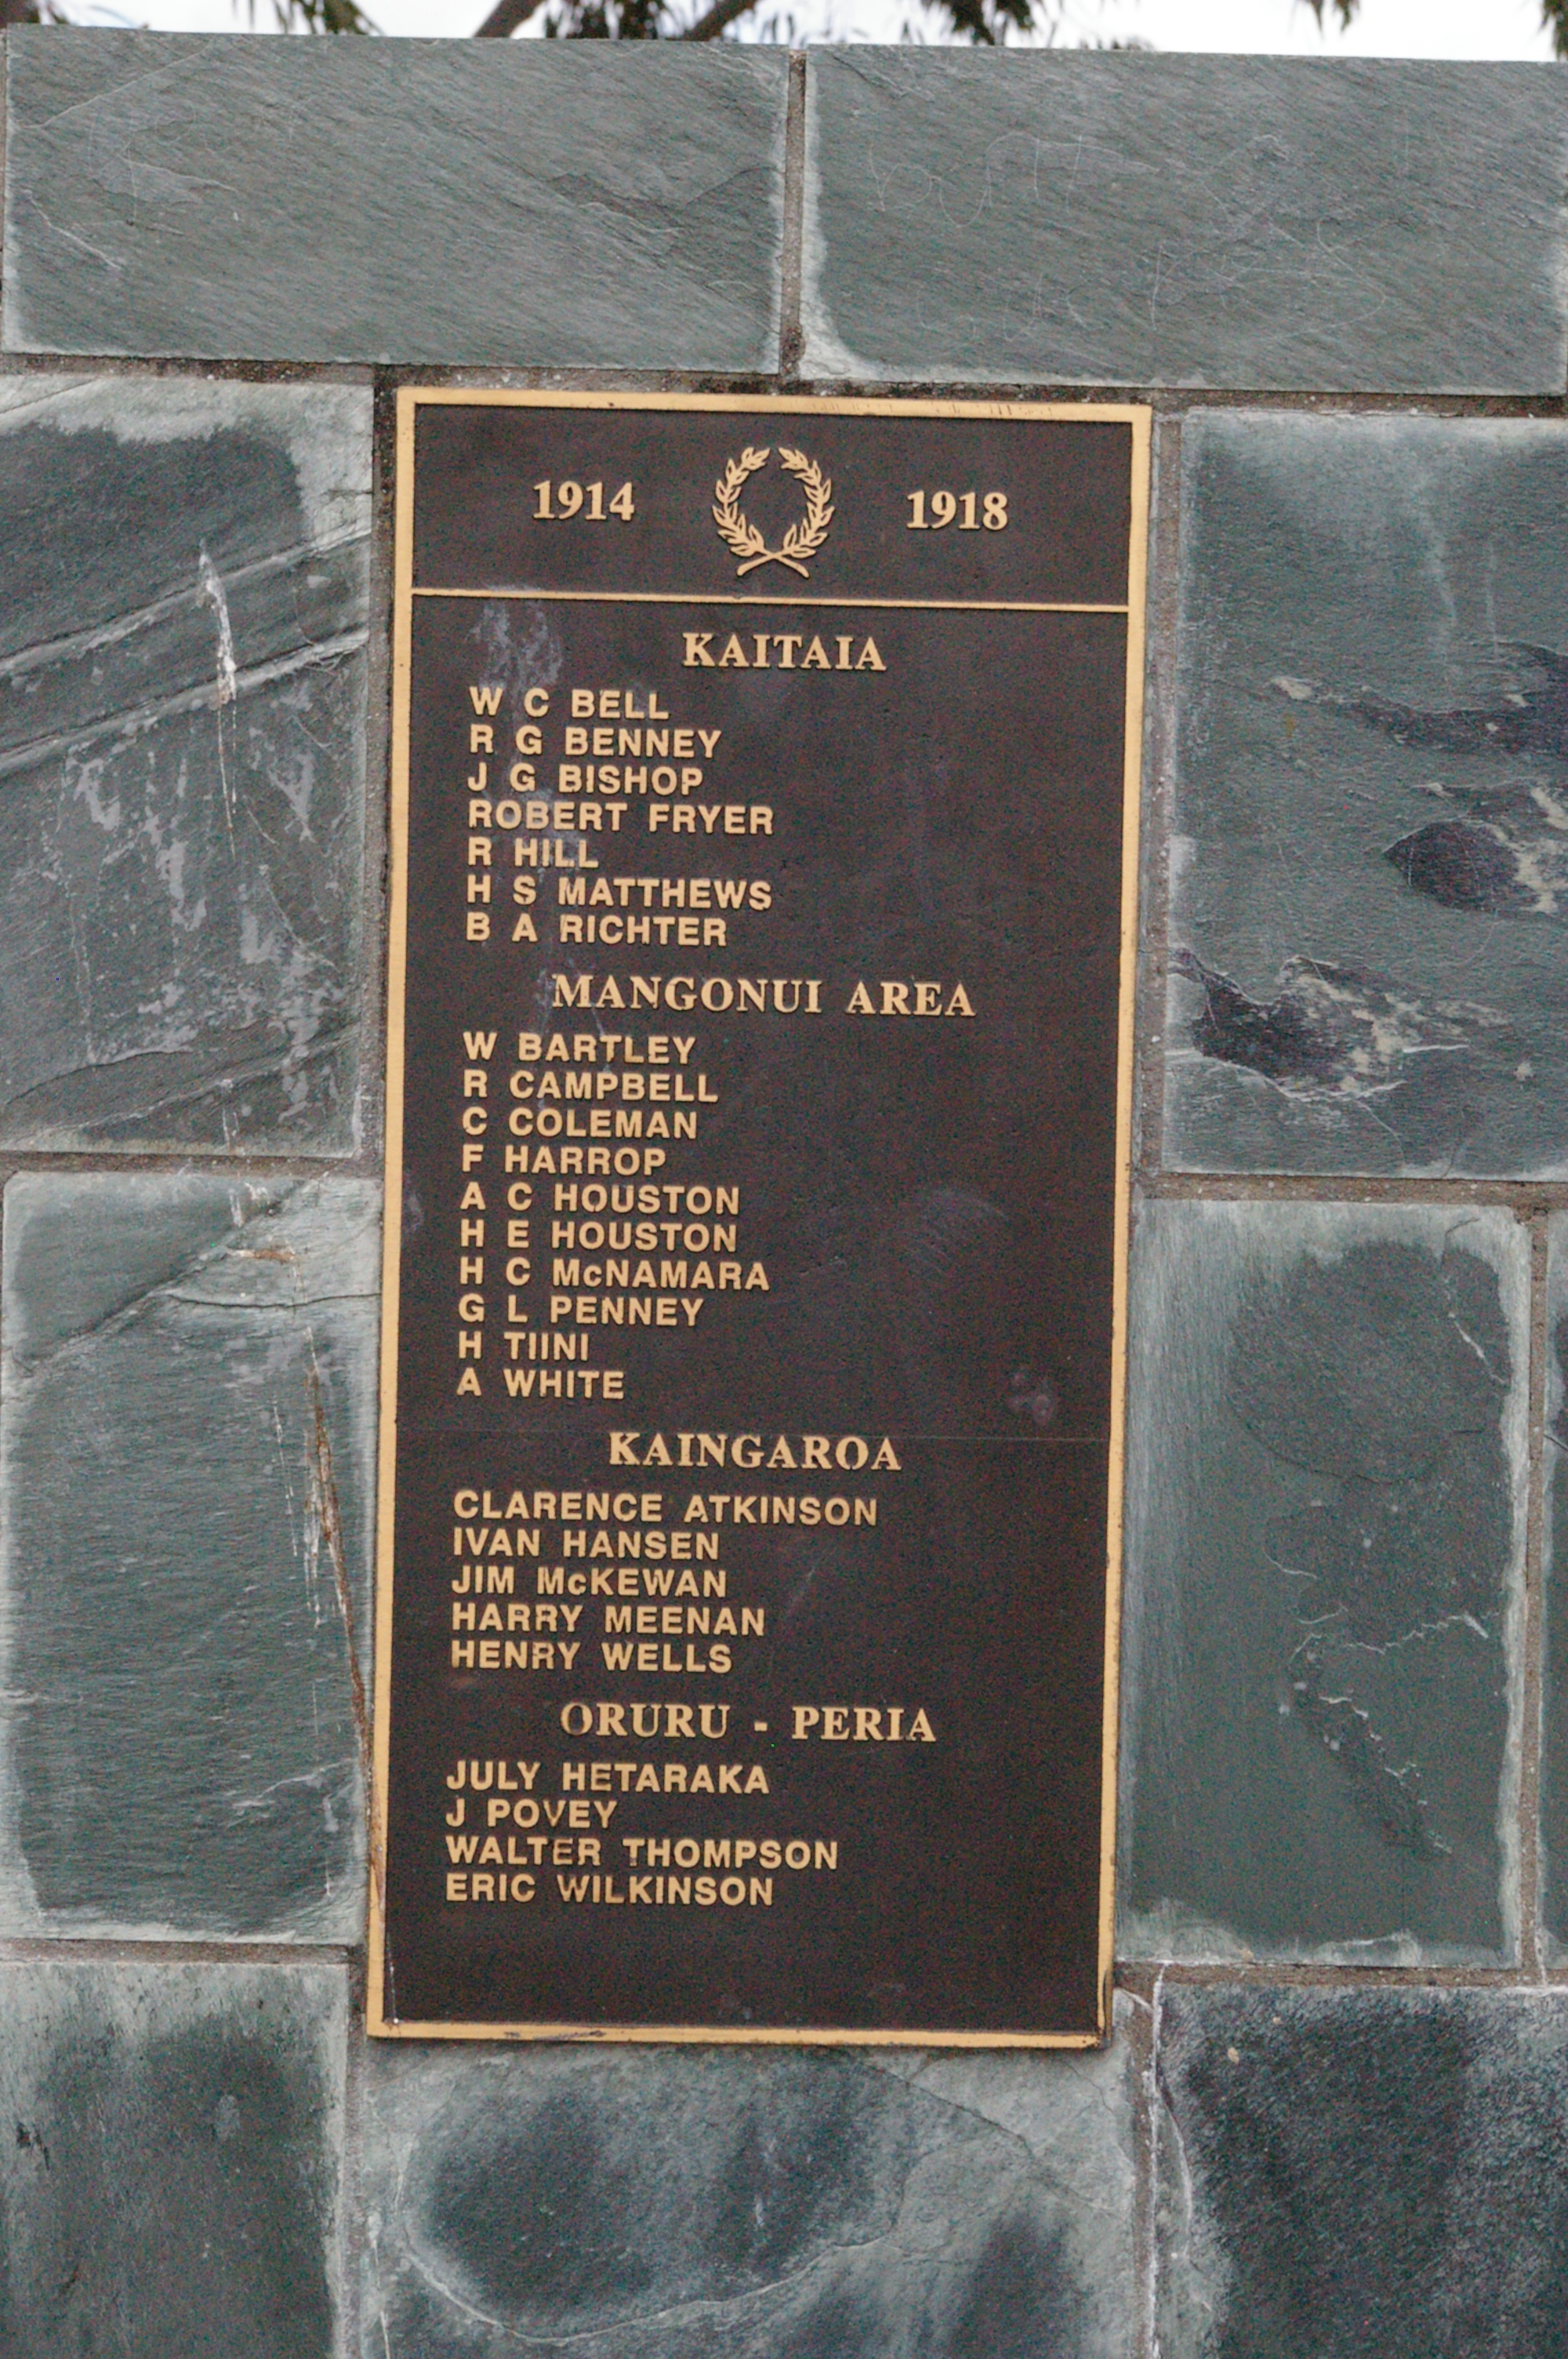 1914 1918
KAITAIA
W C BELL
R G BENNEY
J G BISHOP
ROBERT FRYER
R HILL
H S MATTHEWS
B A RICHTER
MANGONUI AREA
W BARTLEY
R CAMPBELL
C COLEMAN
F HARROP
A C HOUSTON
H E HOUSTON
H C McNAMARA
G L PENNEY
H TIINI
A WHITE
KAINGAROA
CLARENCE ATKINSON
IVAN HANSEN
JIM McKEWAN
HARRY MEENAN
HENRY WELLS
ORURU - PERIA
JULY HETARAKA
J POVEY
WALTER THOMPSON
ERIC WILKINSON